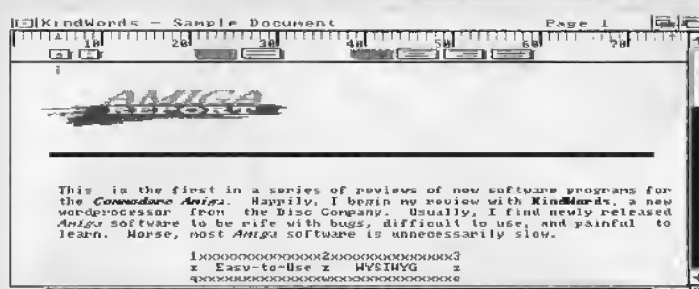 KindWords - Sample Document Page 1
10 20 30 40 50 60 70
AMIGA
REPORT
This is the first in a series of reviews of new software programs for
the Commodore Amiga. Happily, I begin my review with KindWords, a new
wordprocessor from the Disc Company. Usually, I find newly released
Amiga software to be rife with bugs, difficult to use, and painful to
learn. Worse, most Amiga software is unnecessarily slow.
1xxxxxxxxxxxxxx2xxxxxxxxxxxxxx3
z Easy-to-Use z WYSIWYG z
qxxxxxxxxxxxxxxwxxxxxxxxxxxxxxe